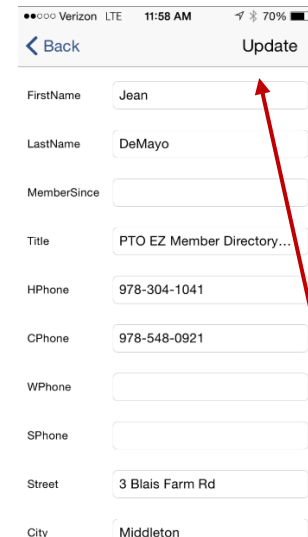 ●●○○○ Verizon LTE 11:58 AM 70%
Back Update
FirstName Jean
LastName DeMayo
MemberSince
Title PTO EZ Member Directory...
HPhone 978-304-1041
CPhone 978-548-0921
WPhone
SPhone
Street 3 Blais Farm Rd
City Middleton